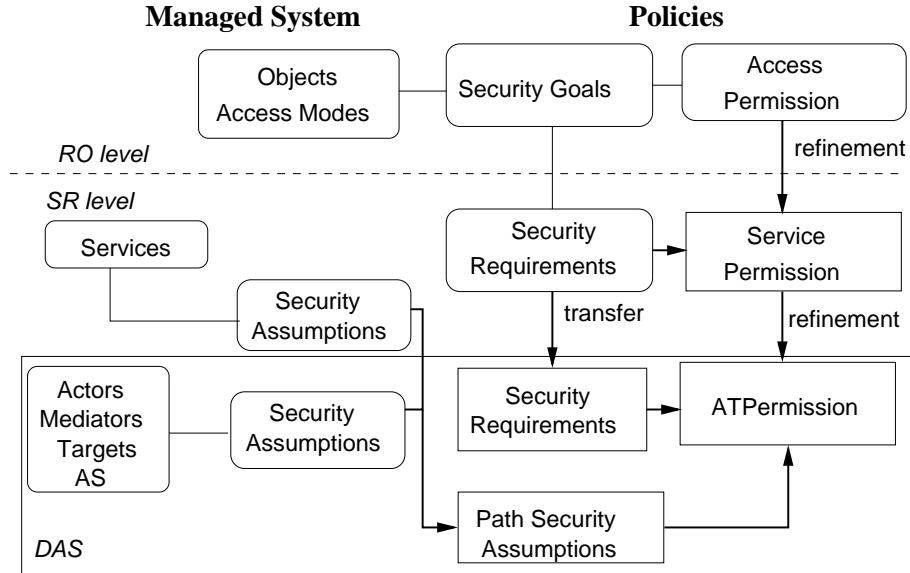 Managed System
Policies
Objects
Access Modes
Security Goals
Access
Permission
RO level
refinement
SR level
Services
Security
Requirements
Service
Permission
Security
Assumptions
transfer
refinement
Actors
Mediators
Targets
AS
Security
Assumptions
Security
Requirements
ATPermission
Path Security
Assumptions
DAS